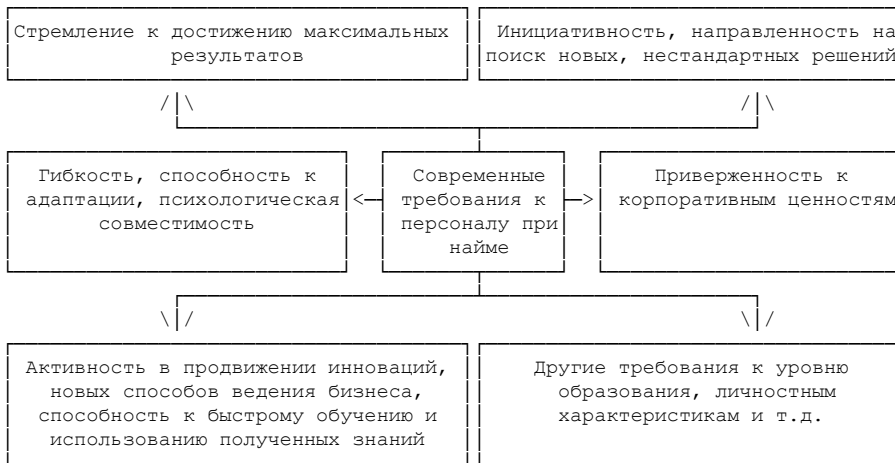 Стремление к достижению максимальных
результатов
Инициативность, направленность на
поиск новых, нестандартных решений
Гибкость, способность к
адаптации, психологическая
совместимость
Современные
требования к
персоналу при
найме
Приверженность к
корпоративным ценностям
Активность в продвижении инноваций,
новых способов ведения бизнеса,
способность к быстрому обучению и
использованию полученных знаний
Другие требования к уровню
образования, личностным
характеристикам и т.д.